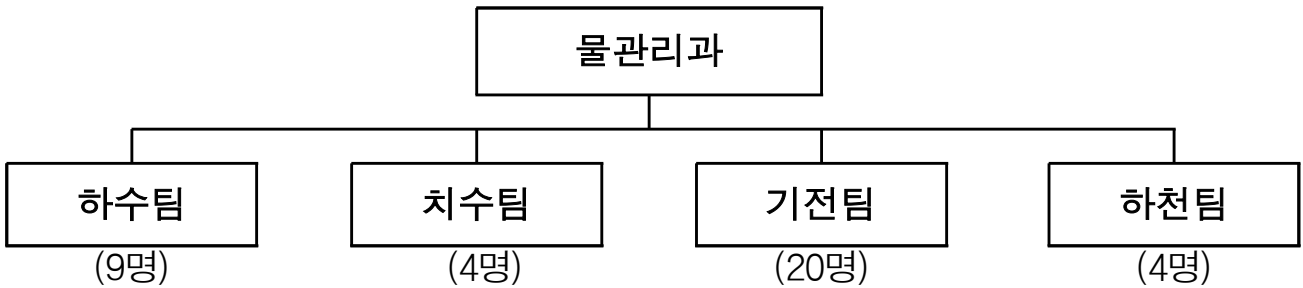 물관리과
하수팀 치수팀 기전팀 하천팀
(9명) (4명) (20명) (4명)